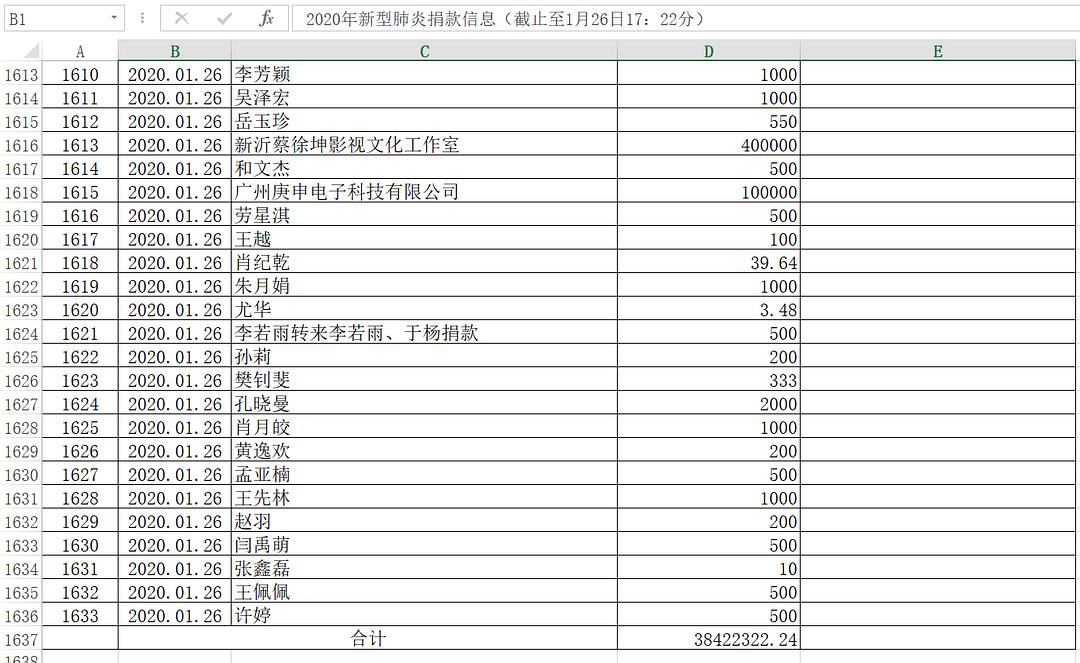 B1 fx 2020年新型肺炎捐款信息（截止至1月26日17：22分）
A B C D E
1613 1610 2020.01.26 李芳颖 1000
1614 1611 2020.01.26 吴泽宏 1000
1615 1612 2020.01.26 岳玉珍 550
1616 1613 2020.01.26 新沂蔡徐坤影视文化工作室 400000
1617 1614 2020.01.26 和文杰 500
1618 1615 2020.01.26 广州庚申电子科技有限公司 100000
1619 1616 2020.01.26 劳星淇 500
1620 1617 2020.01.26 王越 100
1621 1618 2020.01.26 肖纪乾 39.64
1622 1619 2020.01.26 朱月娟 1000
1623 1620 2020.01.26 尤华 3.48
1624 1621 2020.01.26 李若雨转来李若雨、于杨捐款 500
1625 1622 2020.01.26 孙莉 200
1626 1623 2020.01.26 樊钊斐 333
1627 1624 2020.01.26 孔晓曼 2000
1628 1625 2020.01.26 肖月皎 1000
1629 1626 2020.01.26 黄逸欢 200
1630 1627 2020.01.26 孟亚楠 500
1631 1628 2020.01.26 王先林 1000
1632 1629 2020.01.26 赵羽 200
1633 1630 2020.01.26 闫禹萌 500
1634 1631 2020.01.26 张鑫磊 10
1635 1632 2020.01.26 王佩佩 500
1636 1633 2020.01.26 许婷 500
1637 合计 38422322.24
1638